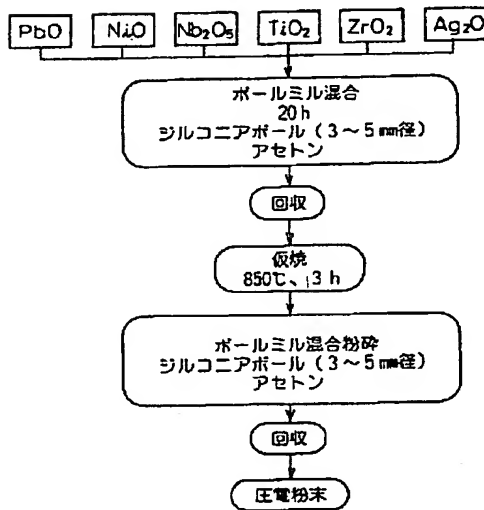 PbO NiO Nb₂O₅ TiO₂ ZrO₂ Ag₂O
ボールミル混合
20h
ジルコニアボール（3～5mm径）
アセトン
回収
仮焼
850℃、3h
ボールミル混合粉砕
ジルコニアボール（3～5mm径）
アセトン
回収
圧電粉末